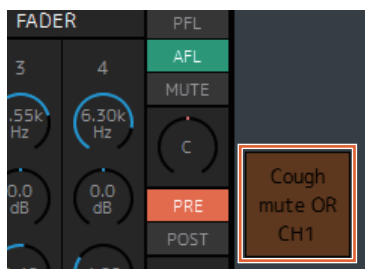 FADER
PFL
3
4
AFL
MUTE
.55k
Hz
6.30k
Hz
C
0.0
dB
0.0
dB
PRE
POST
Cough
mute OR
CH1